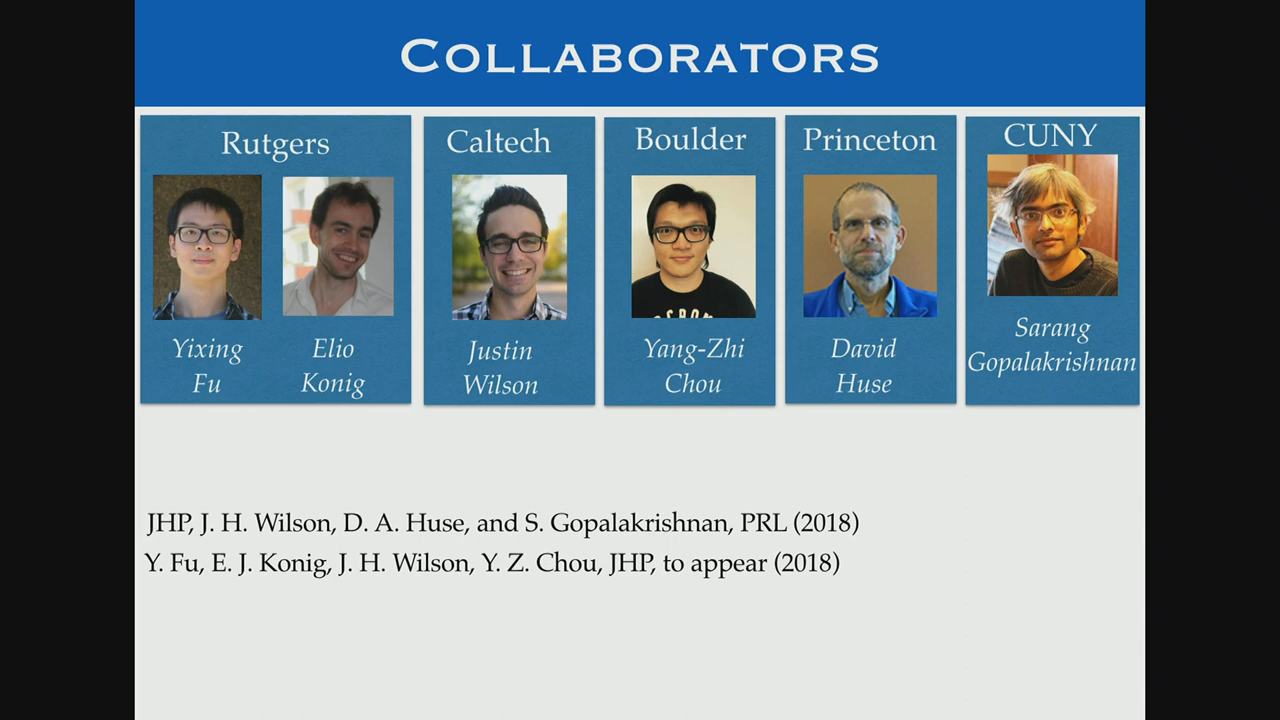 COLLABORATORS
Rutgers
Yixing
Fu
Elio
Konig
Caltech
Justin
Wilson
Boulder
Yang-Zhi
Chou
Princeton
David
Huse
CUNY
Sarang
Gopalakrishnan
JHP, J. H. Wilson, D. A. Huse, and S. Gopalakrishnan, PRL (2018)
Y. Fu, E. J. Konig, J. H. Wilson, Y. Z. Chou, JHP, to appear (2018)